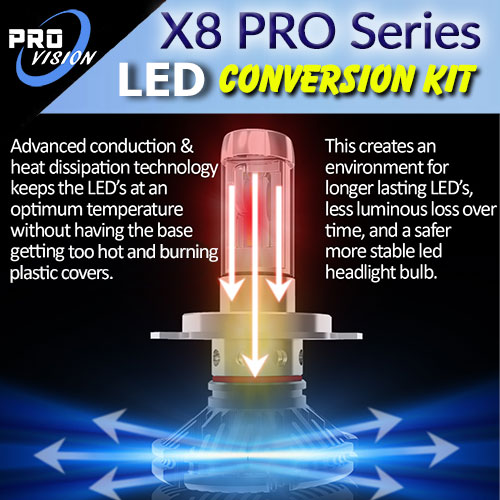 PRO
VISION
X8 PRO Series
LED CONVERSION KIT
Advanced conduction &
heat dissipation technology
keeps the LED's at an
optimum temperature
without having the base
getting too hot and burning
plastic covers.
This creates an
environment for
longer lasting LED's,
less luminous loss over
time, and a safer
more stable led
headlight bulb.